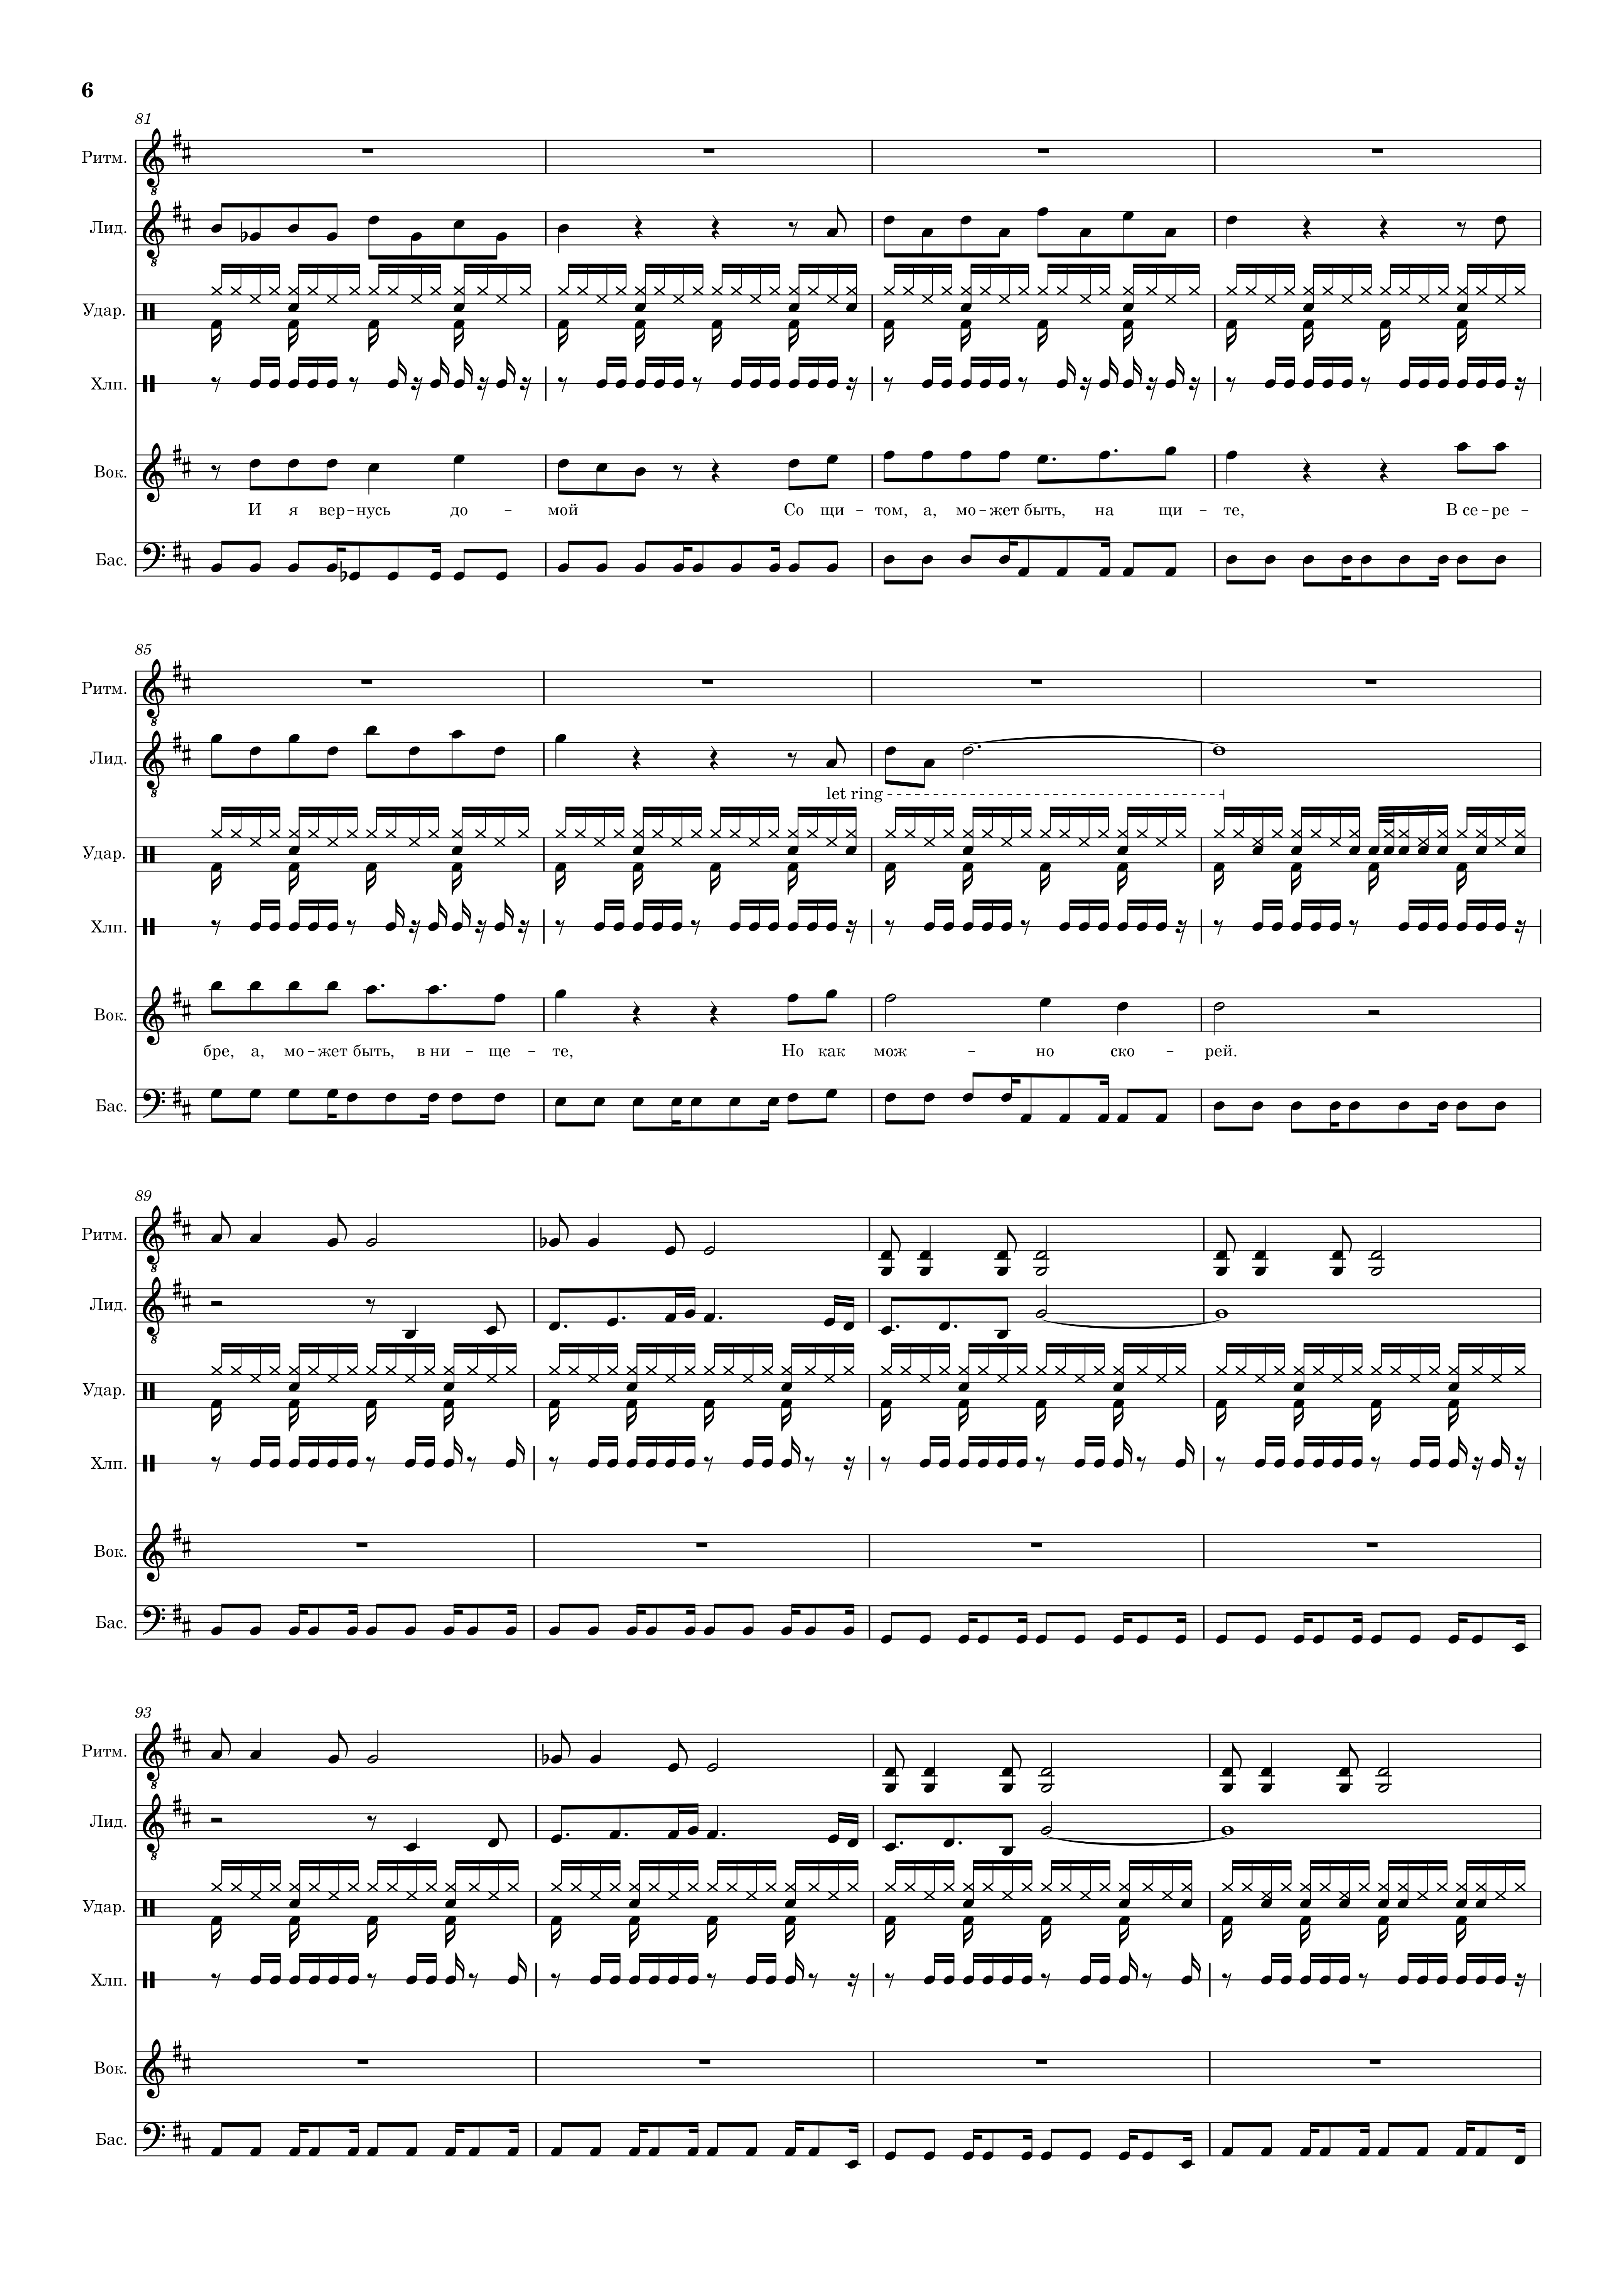 6
81
Ритм.
Лид.
Удар.
Хлп.
Вок.
И я вер–нусь до – мой Со щи – том, а, мо–жет быть, на щи – те, В се–ре –
Бас.
85
Ритм.
Лид.
let ring
Удар.
Хлп.
Вок.
бре, а, мо–жет быть, в ни – ще – те, Но как мож – но ско – рей.
Бас.
89
Ритм.
Лид.
Удар.
Хлп.
Вок.
Бас.
93
Ритм.
Лид.
Удар.
Хлп.
Вок.
Бас.